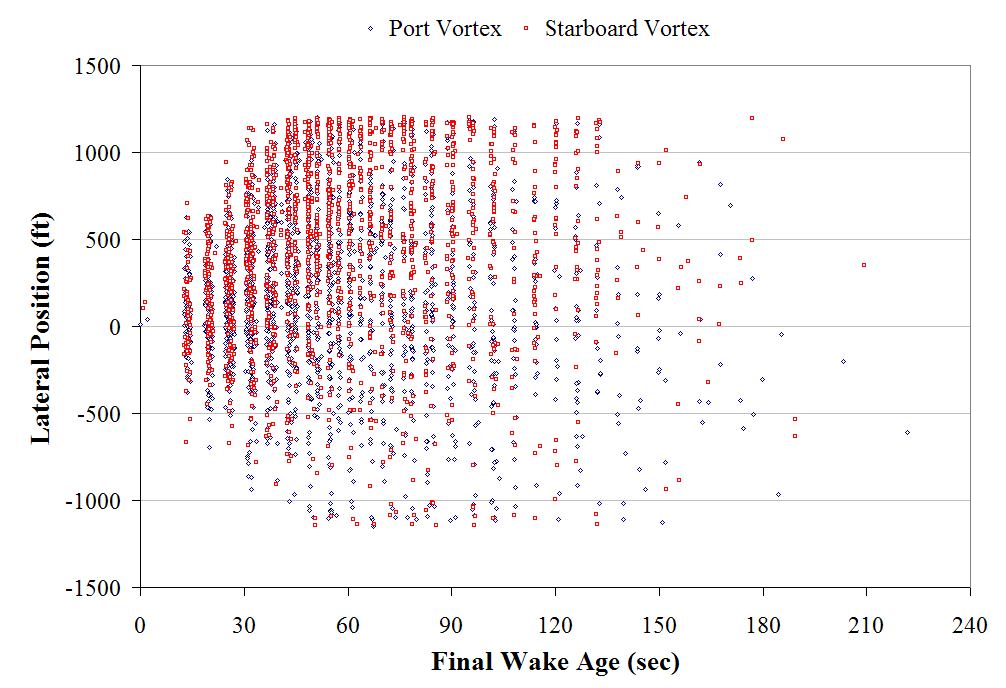 Port Vortex Starboard Vortex
1500
1000
500
0
-500
-1000
-1500
Lateral Position (ft)
0 30 60 90 120 150 180 210 240
Final Wake Age (sec)